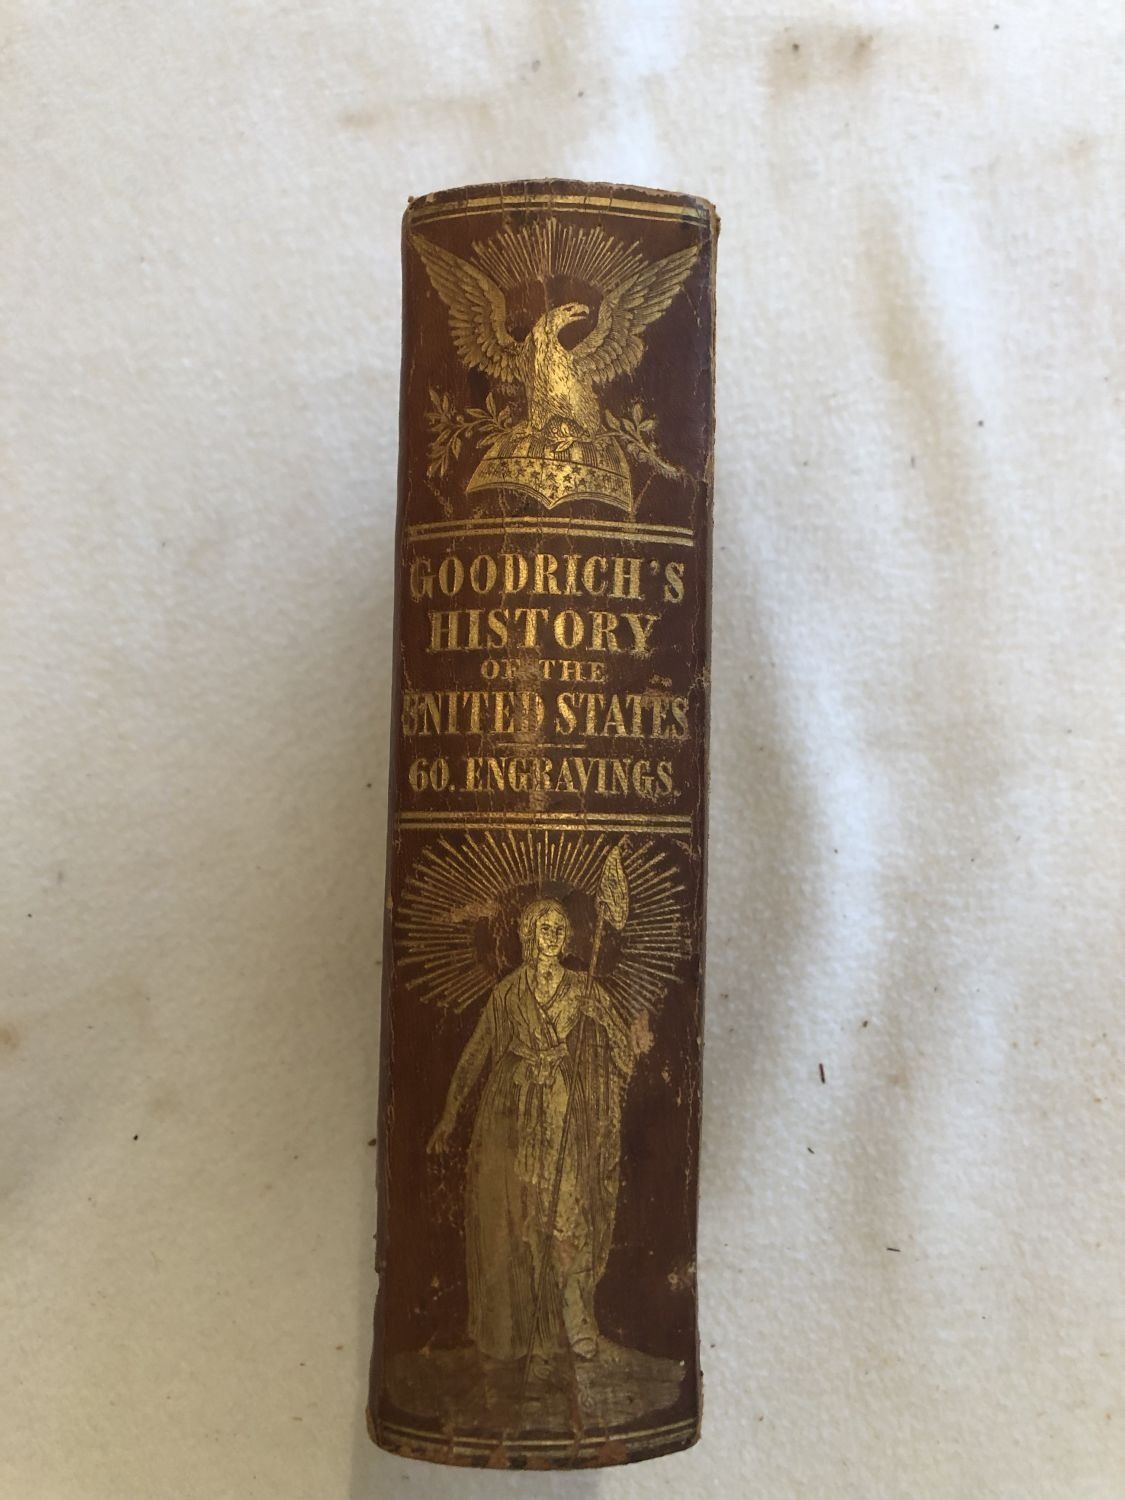 GOODRICH'S
HISTORY
OF THE
UNITED STATES
60. ENGRAVINGS.